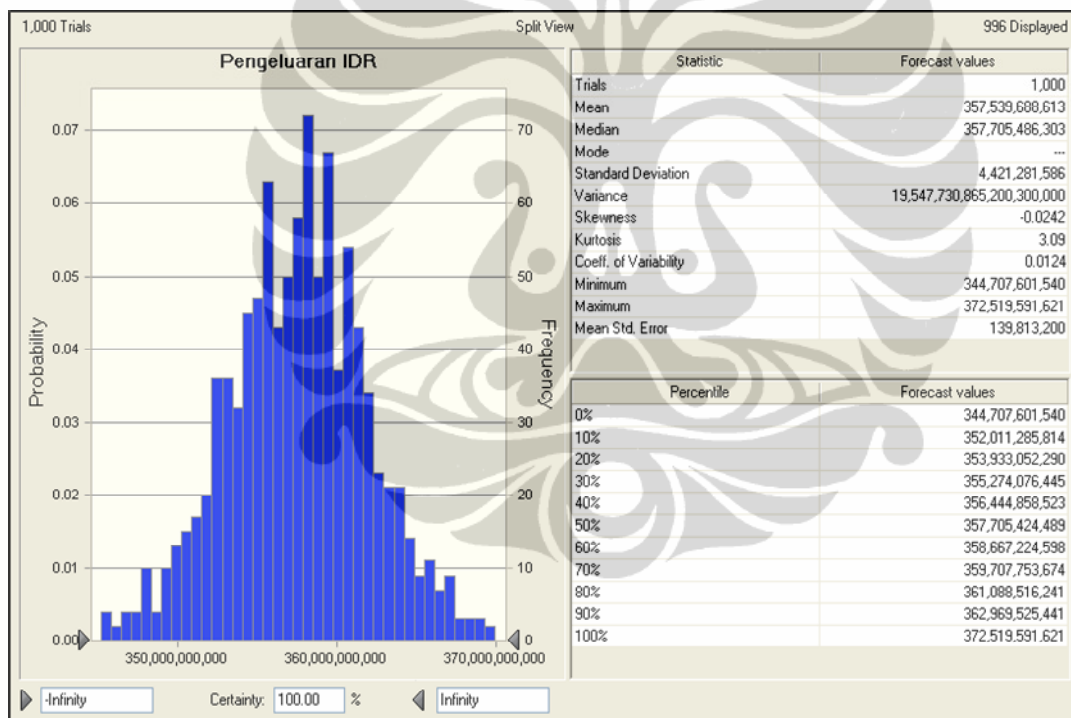 1,000 Trials Split View 996 Displayed
Pengeluaran IDR
Probability
0.07
0.06
0.05
0.04
0.03
0.02
0.01
0.00
70
60
50
40
30
20
10
0
Frequency
350,000,000,000 360,000,000,000 370,000,000,000
Statistic Forecast values
Trials 1,000
Mean 357,539,688,613
Median 357,705,486,303
Mode ---
Standard Deviation 4,421,281,586
Variance 19,547,730,865,200,300,000
Skewness -0.0242
Kurtosis 3.09
Coeff. of Variability 0.0124
Minimum 344,707,601,540
Maximum 372,519,591,621
Mean Std. Error 139,813,200
Percentile Forecast values
0% 344,707,601,540
10% 352,011,285,814
20% 353,933,052,290
30% 355,274,076,445
40% 356,444,858,523
50% 357,705,424,489
60% 358,667,224,598
70% 359,707,753,674
80% 361,088,516,241
90% 362,969,525,441
100% 372,519,591,621
-Infinity Certainty: 100.00 % Infinity